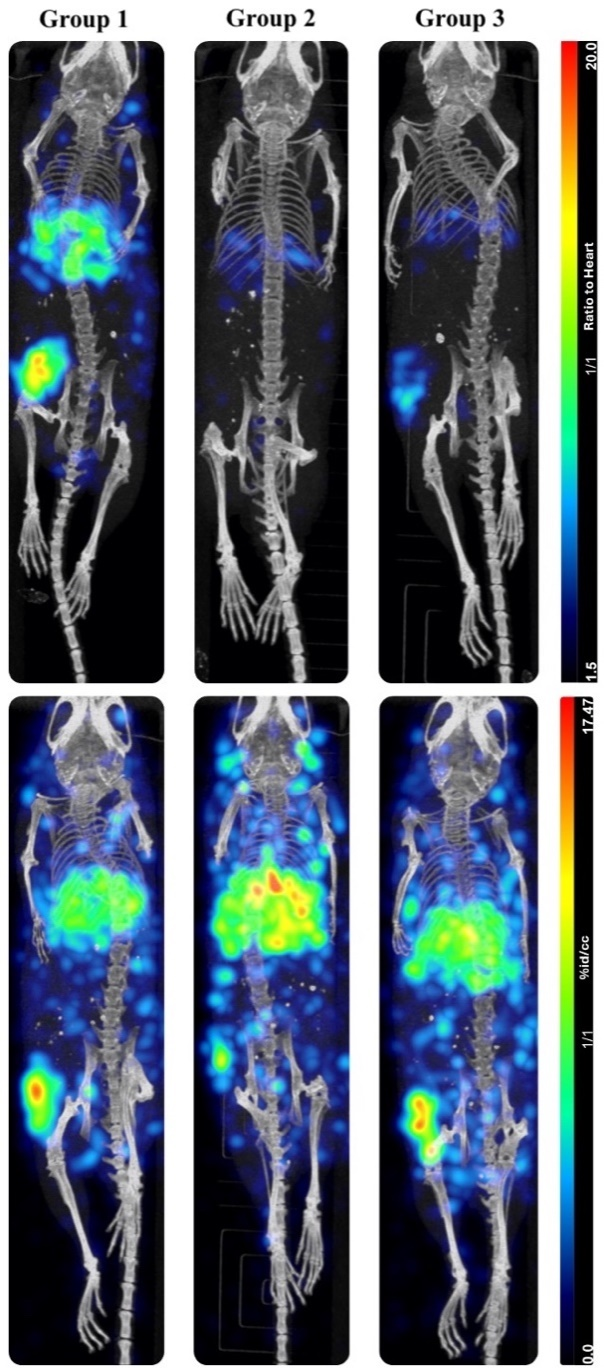 Group 1
Group 2
Group 3
20.0
Ratio to Heart
1/1
1.5
17.47
%id/cc
1/1
0.0